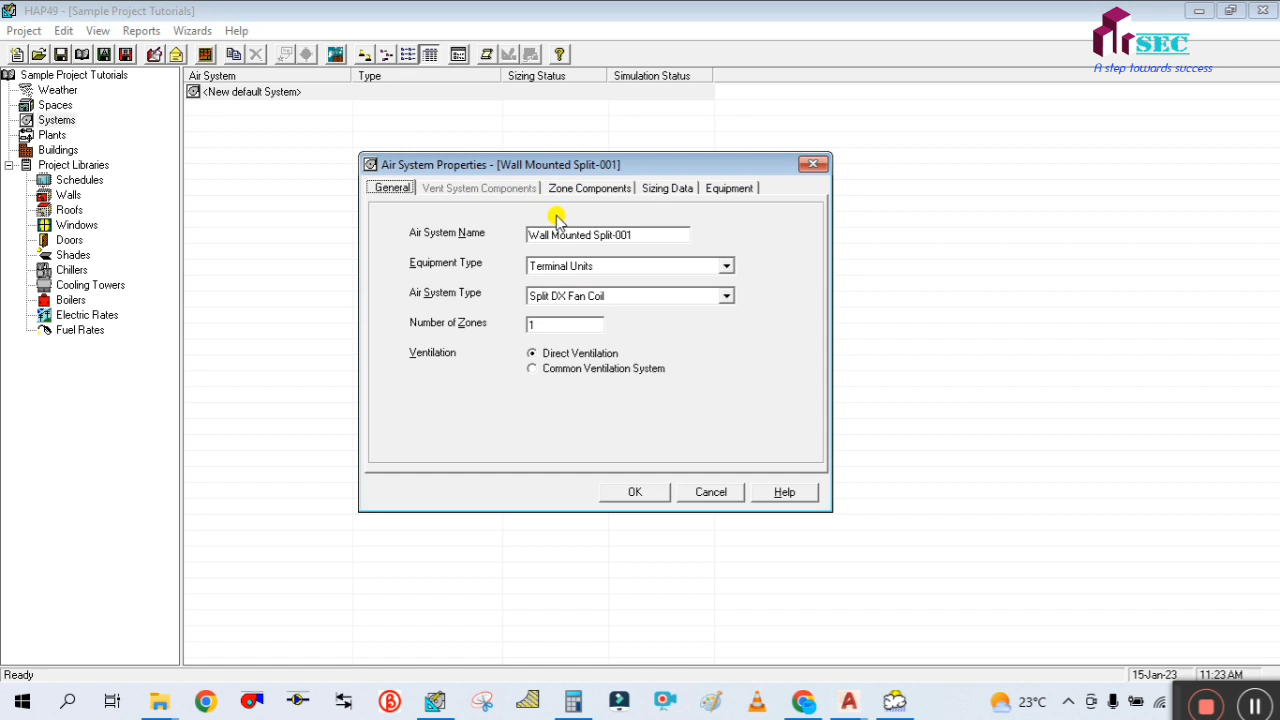 HAP49 - [Sample Project Tutorials]
Project Edit View Reports Wizards Help
AirSEC
A step towards success
Sample Project Tutorials
Weather
Spaces
Systems
Plants
Buildings
Project Libraries
Schedules
Walls
Roofs
Windows
Doors
Shades
Chillers
Cooling Towers
Boilers
Electric Rates
Fuel Rates
Air System Type Sizing Status Simulation Status
<New default System>
Air System Properties - [Wall Mounted Split-001]
General Vent System Components Zone Components Sizing Data Equipment
Air System Name Wall Mounted Split-001
Equipment Type Terminal Units
Air System Type Split DX Fan Coil
Number of Zones 1
Ventilation Direct Ventilation
Common Ventilation System
OK Cancel Help
Ready 15-Jan-23 11:23 AM
23°C